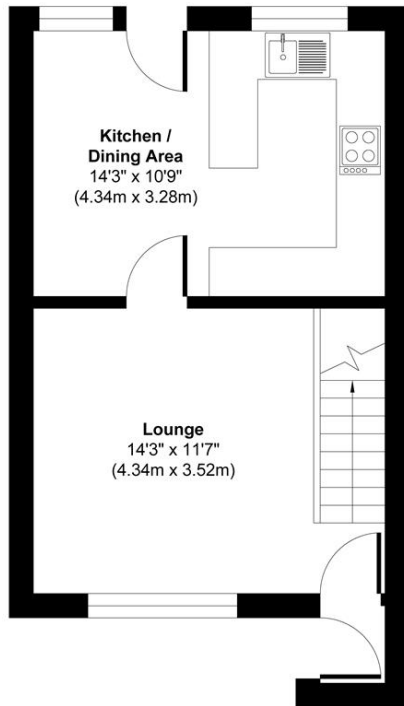 Kitchen /
Dining Area
14'3" x 10'9"
(4.34m x 3.28m)
Lounge
14'3" x 11'7"
(4.34m x 3.52m)